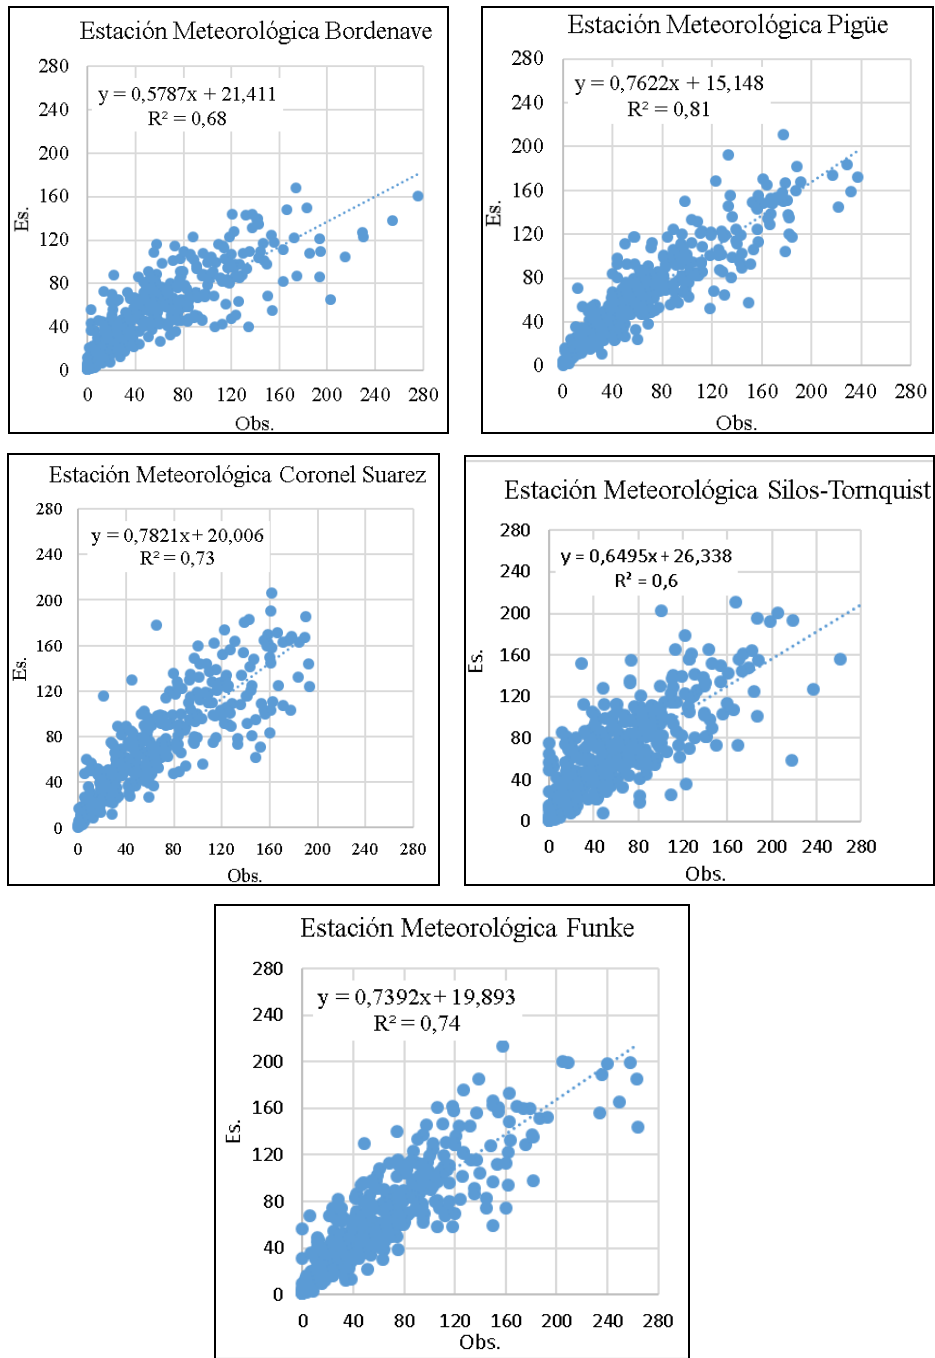 Estación Meteorológica Bordenave
280
240
200
160
120
80
40
0
Es.
y = 0,5787x + 21,411
R² = 0,68
0 40 80 120 160 200 240 280
Obs.
Estación Meteorológica Pigüe
280
240
200
160
120
80
40
0
Es.
y = 0,7622x + 15,148
R² = 0,81
0 40 80 120 160 200 240 280
Obs.
Estación Meteorológica Coronel Suarez
280
240
200
160
120
80
40
0
Es.
y = 0,7821x + 20,006
R² = 0,73
0 40 80 120 160 200 240 280
Obs.
Estación Meteorológica Silos-Tornquist
280
240
200
160
120
80
40
0
Es.
y = 0,6495x + 26,338
R² = 0,6
0 40 80 120 160 200 240 280
Obs.
Estación Meteorológica Funke
280
240
200
160
120
80
40
0
Es.
y = 0,7392x + 19,893
R² = 0,74
0 40 80 120 160 200 240 280
Obs.